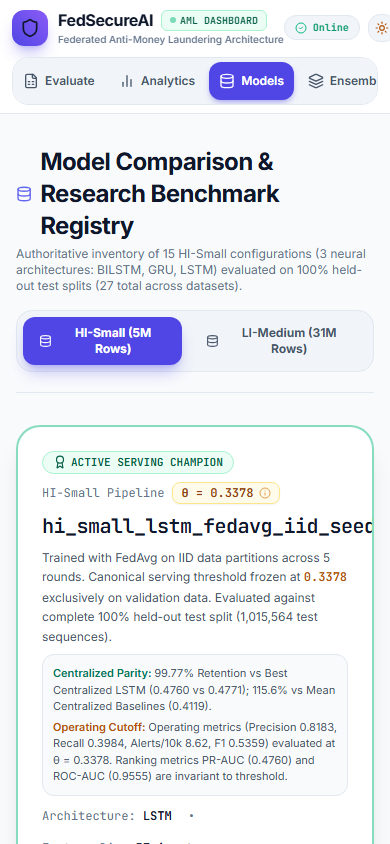 FedSecureAI
AML DASHBOARD
Online
Federated Anti-Money Laundering Architecture
Evaluate
Analytics
Models
Ensemb
Model Comparison &
Research Benchmark
Registry
Authoritative inventory of 15 HI-Small configurations (3 neural
architectures: BILSTM, GRU, LSTM) evaluated on 100% held-
out test splits (27 total across datasets).
HI-Small (5M
Rows)
LI-Medium (31M
Rows)
ACTIVE SERVING CHAMPION
HI-Small Pipeline
θ = 0.3378
hi_small_lstm_fedavg_iid_seed
Trained with FedAvg on IID data partitions across 5
rounds. Canonical serving threshold frozen at 0.3378
exclusively on validation data. Evaluated against
complete 100% held-out test split (1,015,564 test
sequences).
Centralized Parity: 99.77% Retention vs Best
Centralized LSTM (0.4760 vs 0.4771); 115.6% vs Mean
Centralized Baselines (0.4119).
Operating Cutoff: Operating metrics (Precision 0.8183,
Recall 0.3984, Alerts/10k 8.62, F1 0.5359) evaluated at
θ = 0.3378. Ranking metrics PR-AUC (0.4760) and
ROC-AUC (0.9555) are invariant to threshold.
Architecture: LSTM •